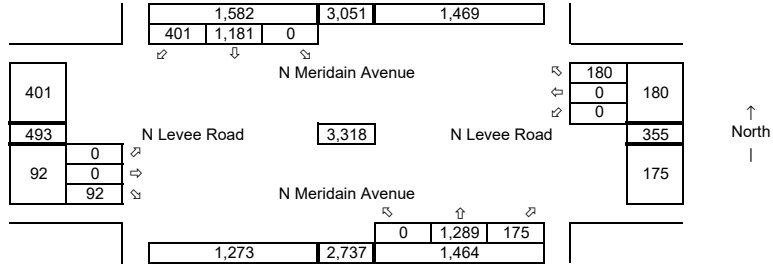 1,582 3,051 1,469
401 1,181 0
⬃ ⇩ ⬂
N Meridain Avenue
401
⬁ 180
⇦ 0 180
⬃ 0
493 N Levee Road 3,318 N Levee Road 355
↑
North
|
0 ⬀
92 0 ⇨ 175
92 ⬂
N Meridain Avenue
⬁ ⇧ ⬀
0 1,289 175
1,273 2,737 1,464